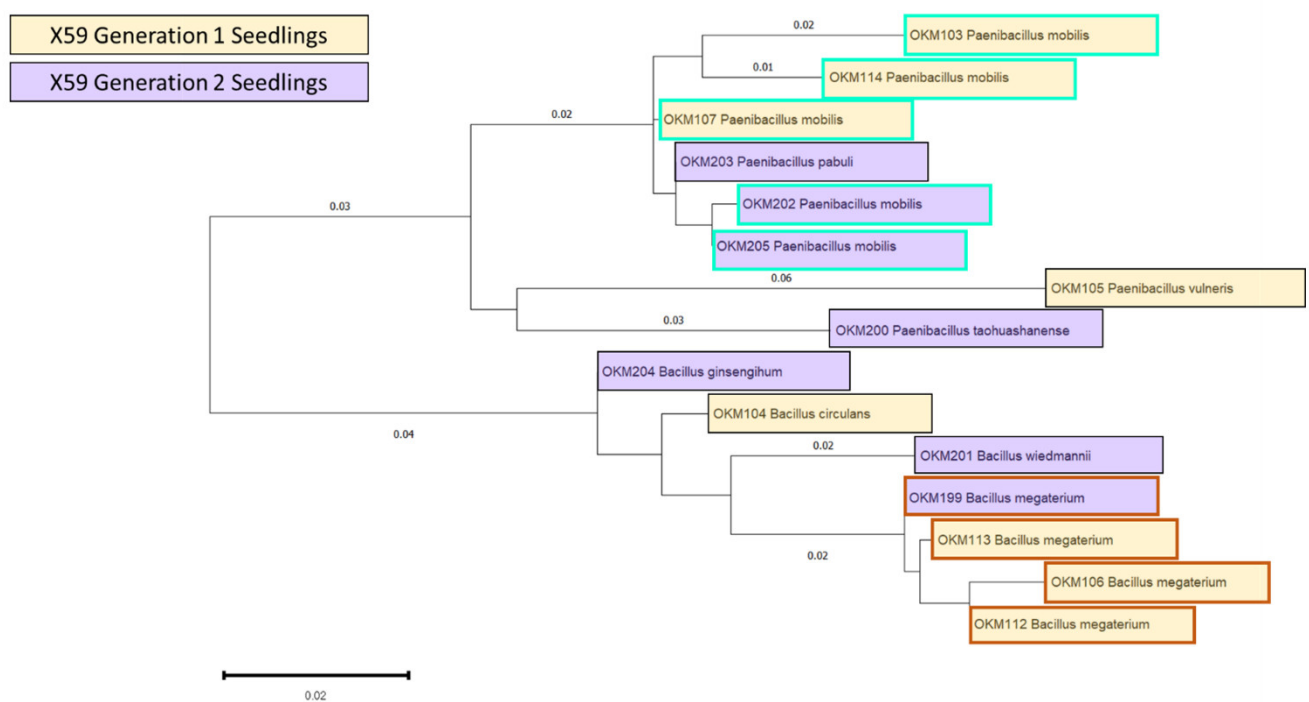 X59 Generation 1 Seedlings
X59 Generation 2 Seedlings
0.02
OKM103 Paenibacillus mobilis
0.01
OKM114 Paenibacillus mobilis
0.02
OKM107 Paenibacillus mobilis
OKM203 Paenibacillus pabuli
0.03
OKM202 Paenibacillus mobilis
OKM205 Paenibacillus mobilis
0.06
OKM105 Paenibacillus vulneris
0.03
OKM200 Paenibacillus taohuashanense
OKM204 Bacillus ginsengihum
OKM104 Bacillus circulans
0.04
0.02
OKM201 Bacillus wiedmannii
OKM199 Bacillus megaterium
OKM113 Bacillus megaterium
0.02
OKM106 Bacillus megaterium
OKM112 Bacillus megaterium
0.02